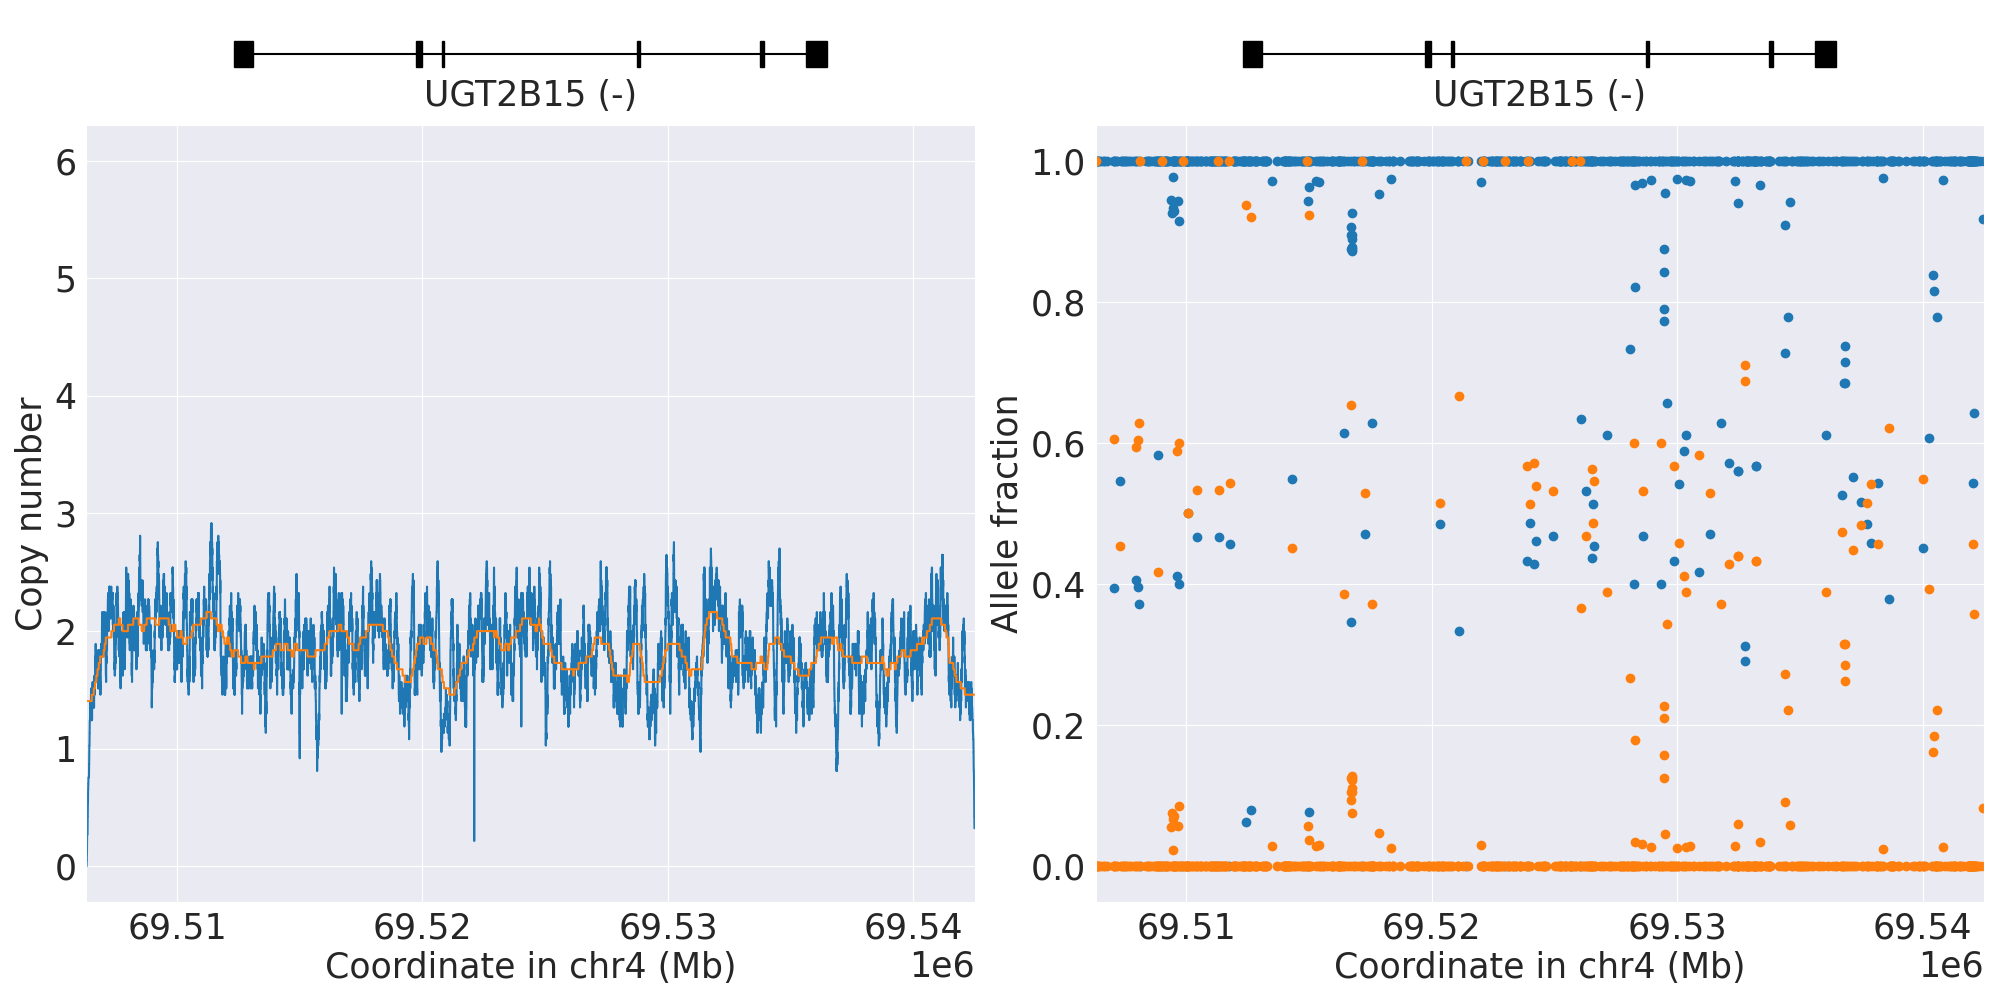 UGT2B15 (-)
UGT2B15 (-)
Copy number
6
5
4
3
2
1
0
69.51
69.52
69.53
69.54
Coordinate in chr4 (Mb)
1e6
Allele fraction
1.0
0.8
0.6
0.4
0.2
0.0
69.51
69.52
69.53
69.54
Coordinate in chr4 (Mb)
1e6